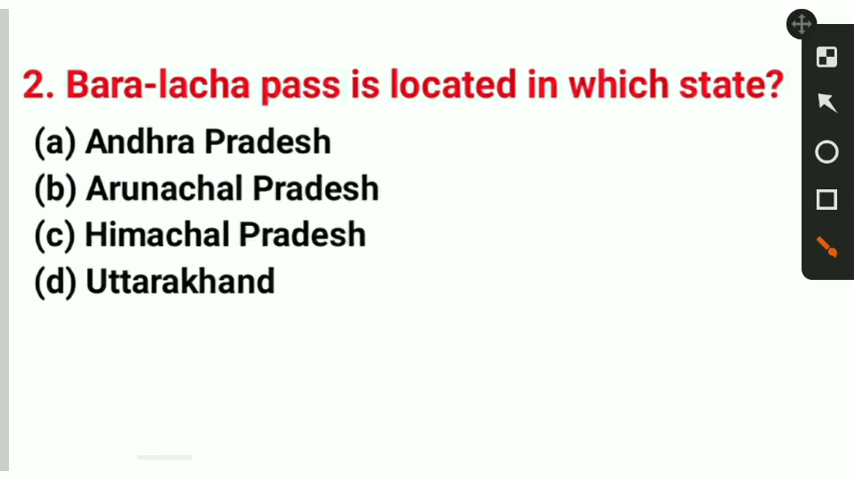 2. Bara-lacha pass is located in which state?
(a) Andhra Pradesh
(b) Arunachal Pradesh
(c) Himachal Pradesh
(d) Uttarakhand